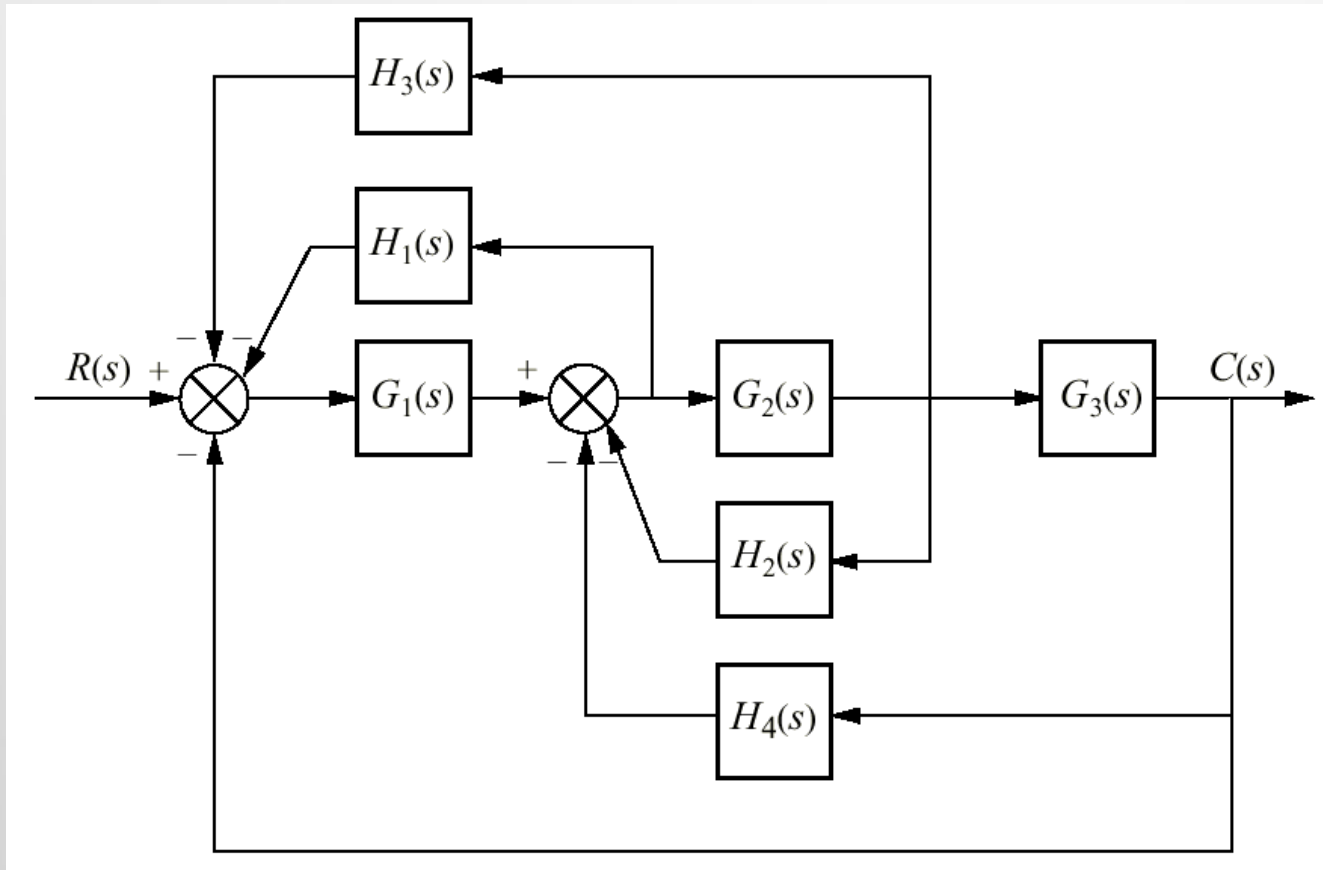 H₃(s)
H₁(s)
− −
R(s) + G₁(s) + G₂(s) G₃(s) C(s)
− − −
H₂(s)
H₄(s)